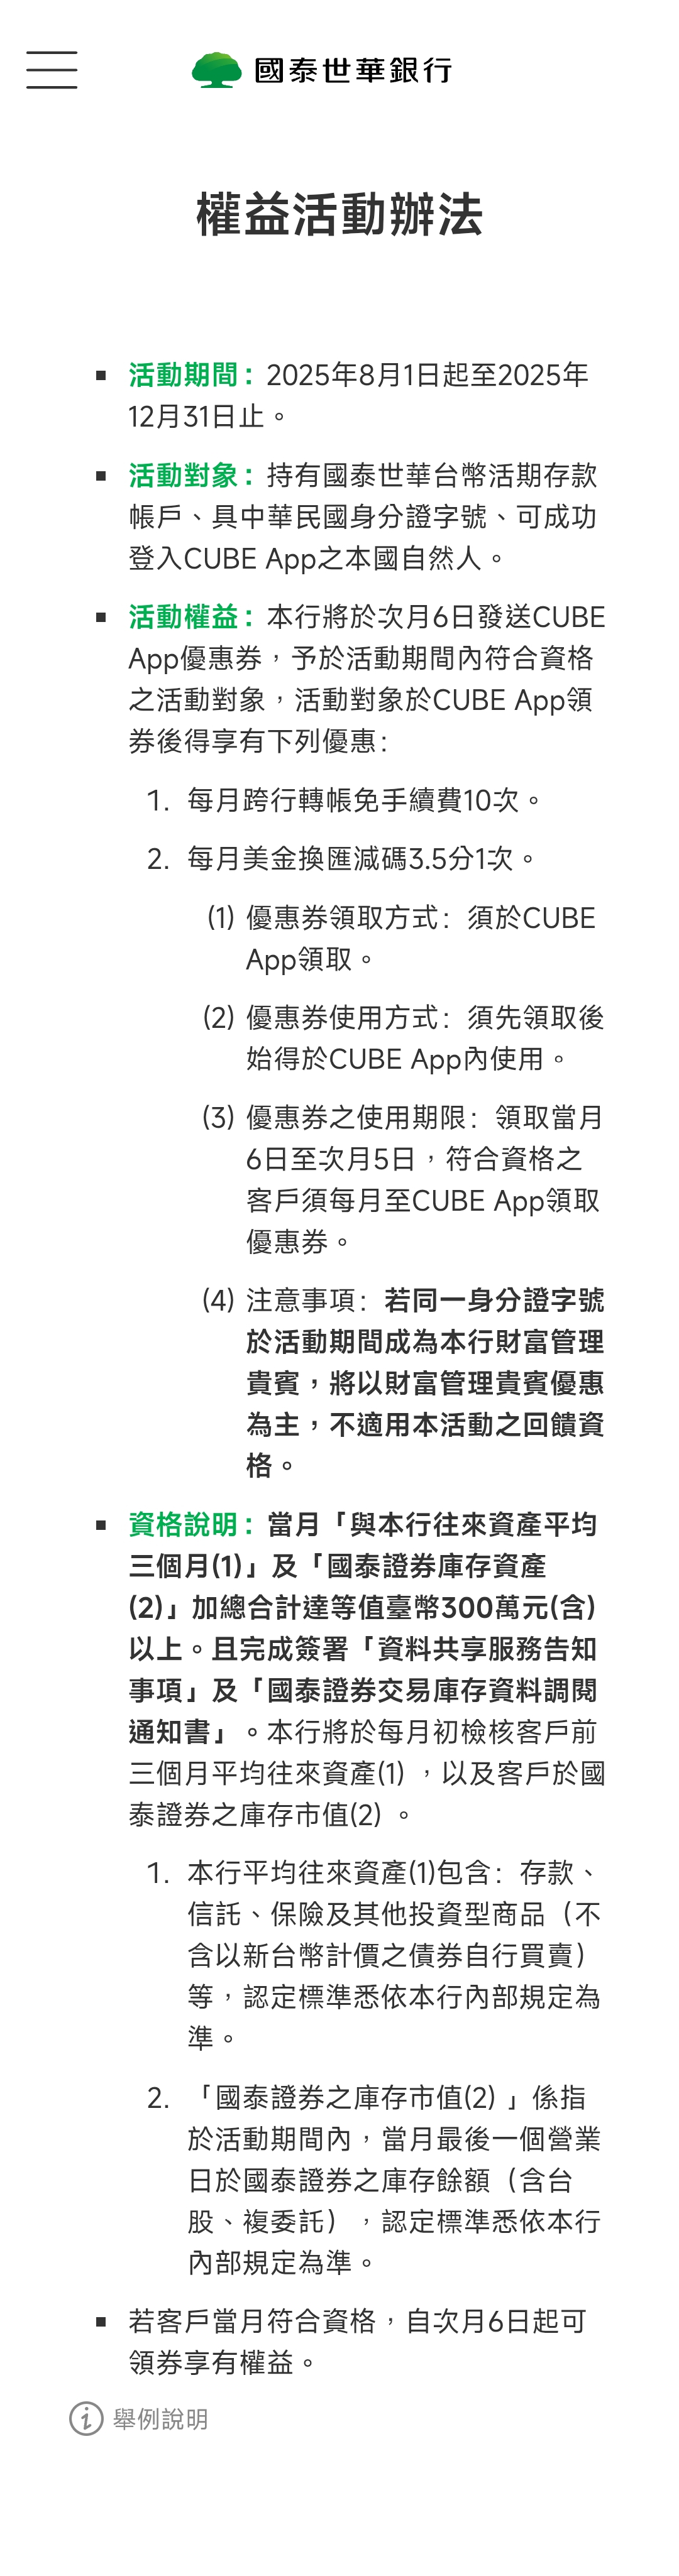 國泰世華銀行
權益活動辦法
▪ 活動期間：2025年8月1日起至2025年
12月31日止。
▪ 活動對象：持有國泰世華台幣活期存款
帳戶、具中華民國身分證字號、可成功
登入CUBE App之本國自然人。
▪ 活動權益：本行將於次月6日發送CUBE
App優惠券，予於活動期間內符合資格
之活動對象，活動對象於CUBE App領
券後得享有下列優惠：
1. 每月跨行轉帳免手續費10次。
2. 每月美金換匯減碼3.5分1次。
(1) 優惠券領取方式：須於CUBE
App領取。
(2) 優惠券使用方式：須先領取後
始得於CUBE App內使用。
(3) 優惠券之使用期限：領取當月
6日至次月5日，符合資格之
客戶須每月至CUBE App領取
優惠券。
(4) 注意事項：若同一身分證字號
於活動期間成為本行財富管理
貴賓，將以財富管理貴賓優惠
為主，不適用本活動之回饋資
格。
▪ 資格說明：當月「與本行往來資產平均
三個月(1)」及「國泰證券庫存資產
(2)」加總合計達等值臺幣300萬元(含)
以上。且完成簽署「資料共享服務告知
事項」及「國泰證券交易庫存資料調閱
通知書」。本行將於每月初檢核客戶前
三個月平均往來資產(1) ，以及客戶於國
泰證券之庫存市值(2) 。
1. 本行平均往來資產(1)包含：存款、
信託、保險及其他投資型商品（不
含以新台幣計價之債券自行買賣）
等，認定標準悉依本行內部規定為
準。
2. 「國泰證券之庫存市值(2) 」係指
於活動期間內，當月最後一個營業
日於國泰證券之庫存餘額（含台
股、複委託），認定標準悉依本行
內部規定為準。
▪ 若客戶當月符合資格，自次月6日起可
領券享有權益。
舉例說明